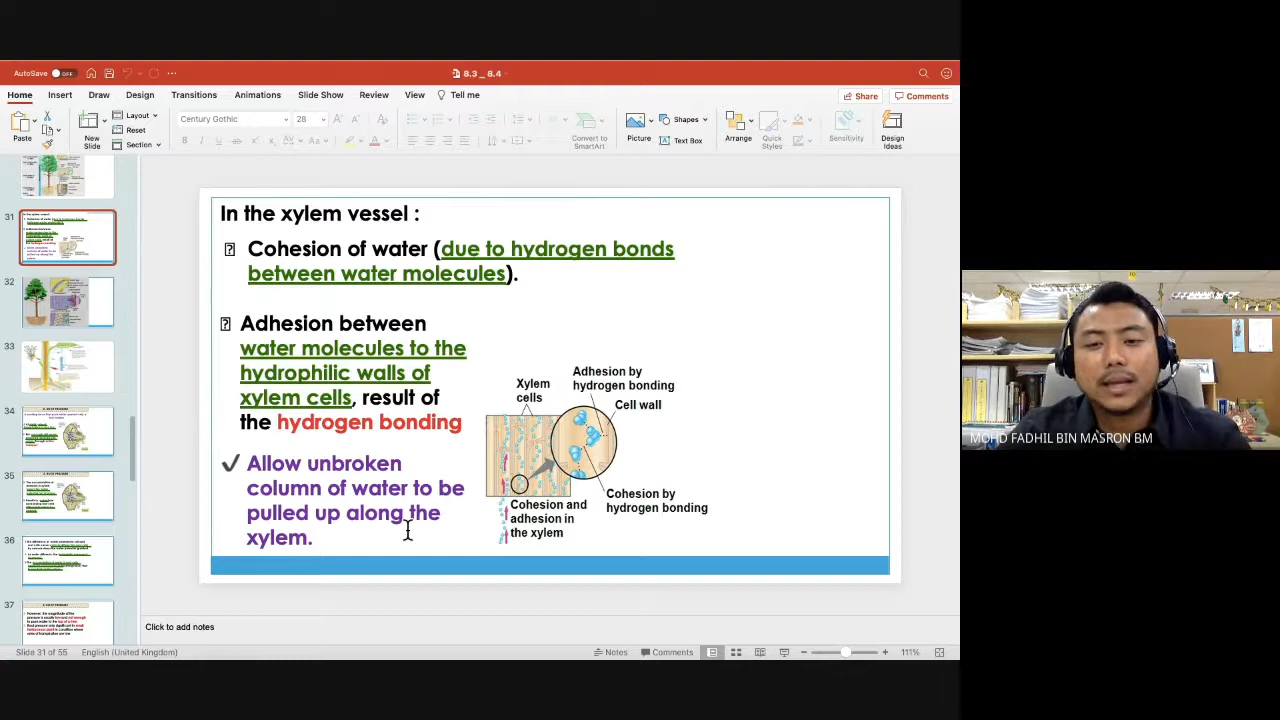 AutoSave OFF
8.3 _ 8.4
Home Insert Draw Design Transitions Animations Slide Show Review View Tell me
Share Comments
Paste
New
Slide
Layout
Reset
Section
Century Gothic 28
Convert to
SmartArt
Picture
Shapes
Text Box
Arrange
Quick
Styles
Sensitivity
Design
Ideas
31
32
33
34
35
36
37
In the xylem vessel :
Cohesion of water (due to hydrogen bonds
between water molecules).
Adhesion between
water molecules to the
hydrophilic walls of
xylem cells, result of
the hydrogen bonding
✔ Allow unbroken
column of water to be
pulled up along the
xylem.
Xylem
cells
Adhesion by
hydrogen bonding
Cell wall
Cohesion by
hydrogen bonding
Cohesion and
adhesion in
the xylem
Click to add notes
Slide 31 of 55 English (United Kingdom)
Notes Comments 111%
MOHD FADHIL BIN MASRON BM